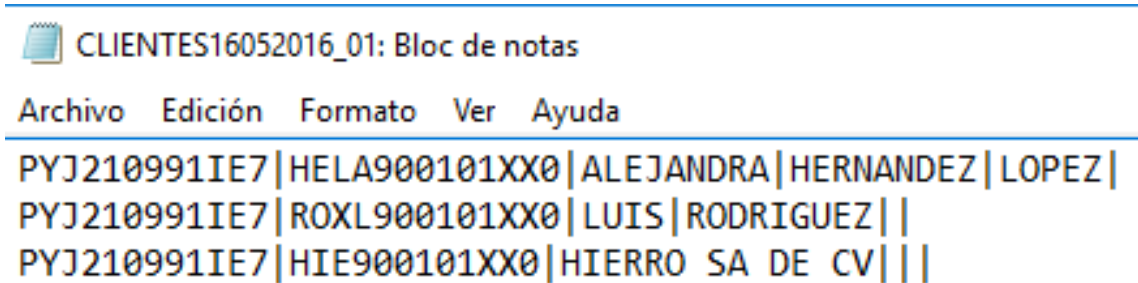 CLIENTES16052016_01: Bloc de notas
Archivo Edición Formato Ver Ayuda
PYJ210991IE7|HELA900101XX0|ALEJANDRA|HERNANDEZ|LOPEZ|
PYJ210991IE7|ROXL900101XX0|LUIS|RODRIGUEZ||
PYJ210991IE7|HIE900101XX0|HIERRO SA DE CV|||